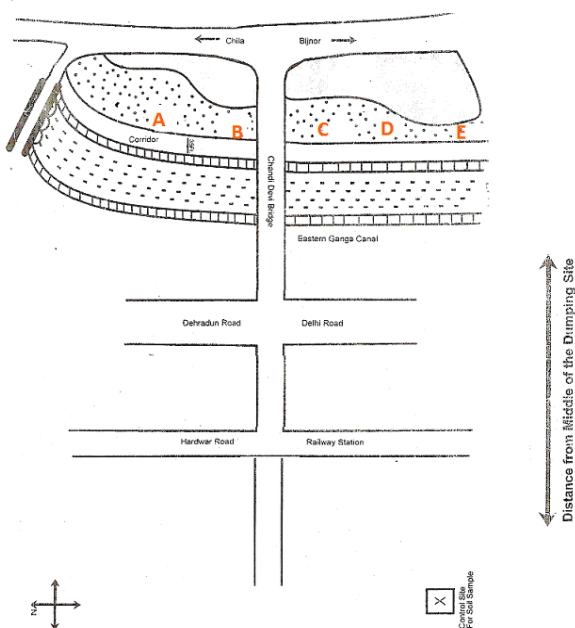 Chila
Bijnor
A
B
C
D
E
Corridor
Chandi Devi Bridge
Eastern Ganga Canal
Dehradun Road
Delhi Road
Hardwar Road
Railway Station
Distance from Middle of the Dumping Site
N
X
Control Site
For Soil Sample